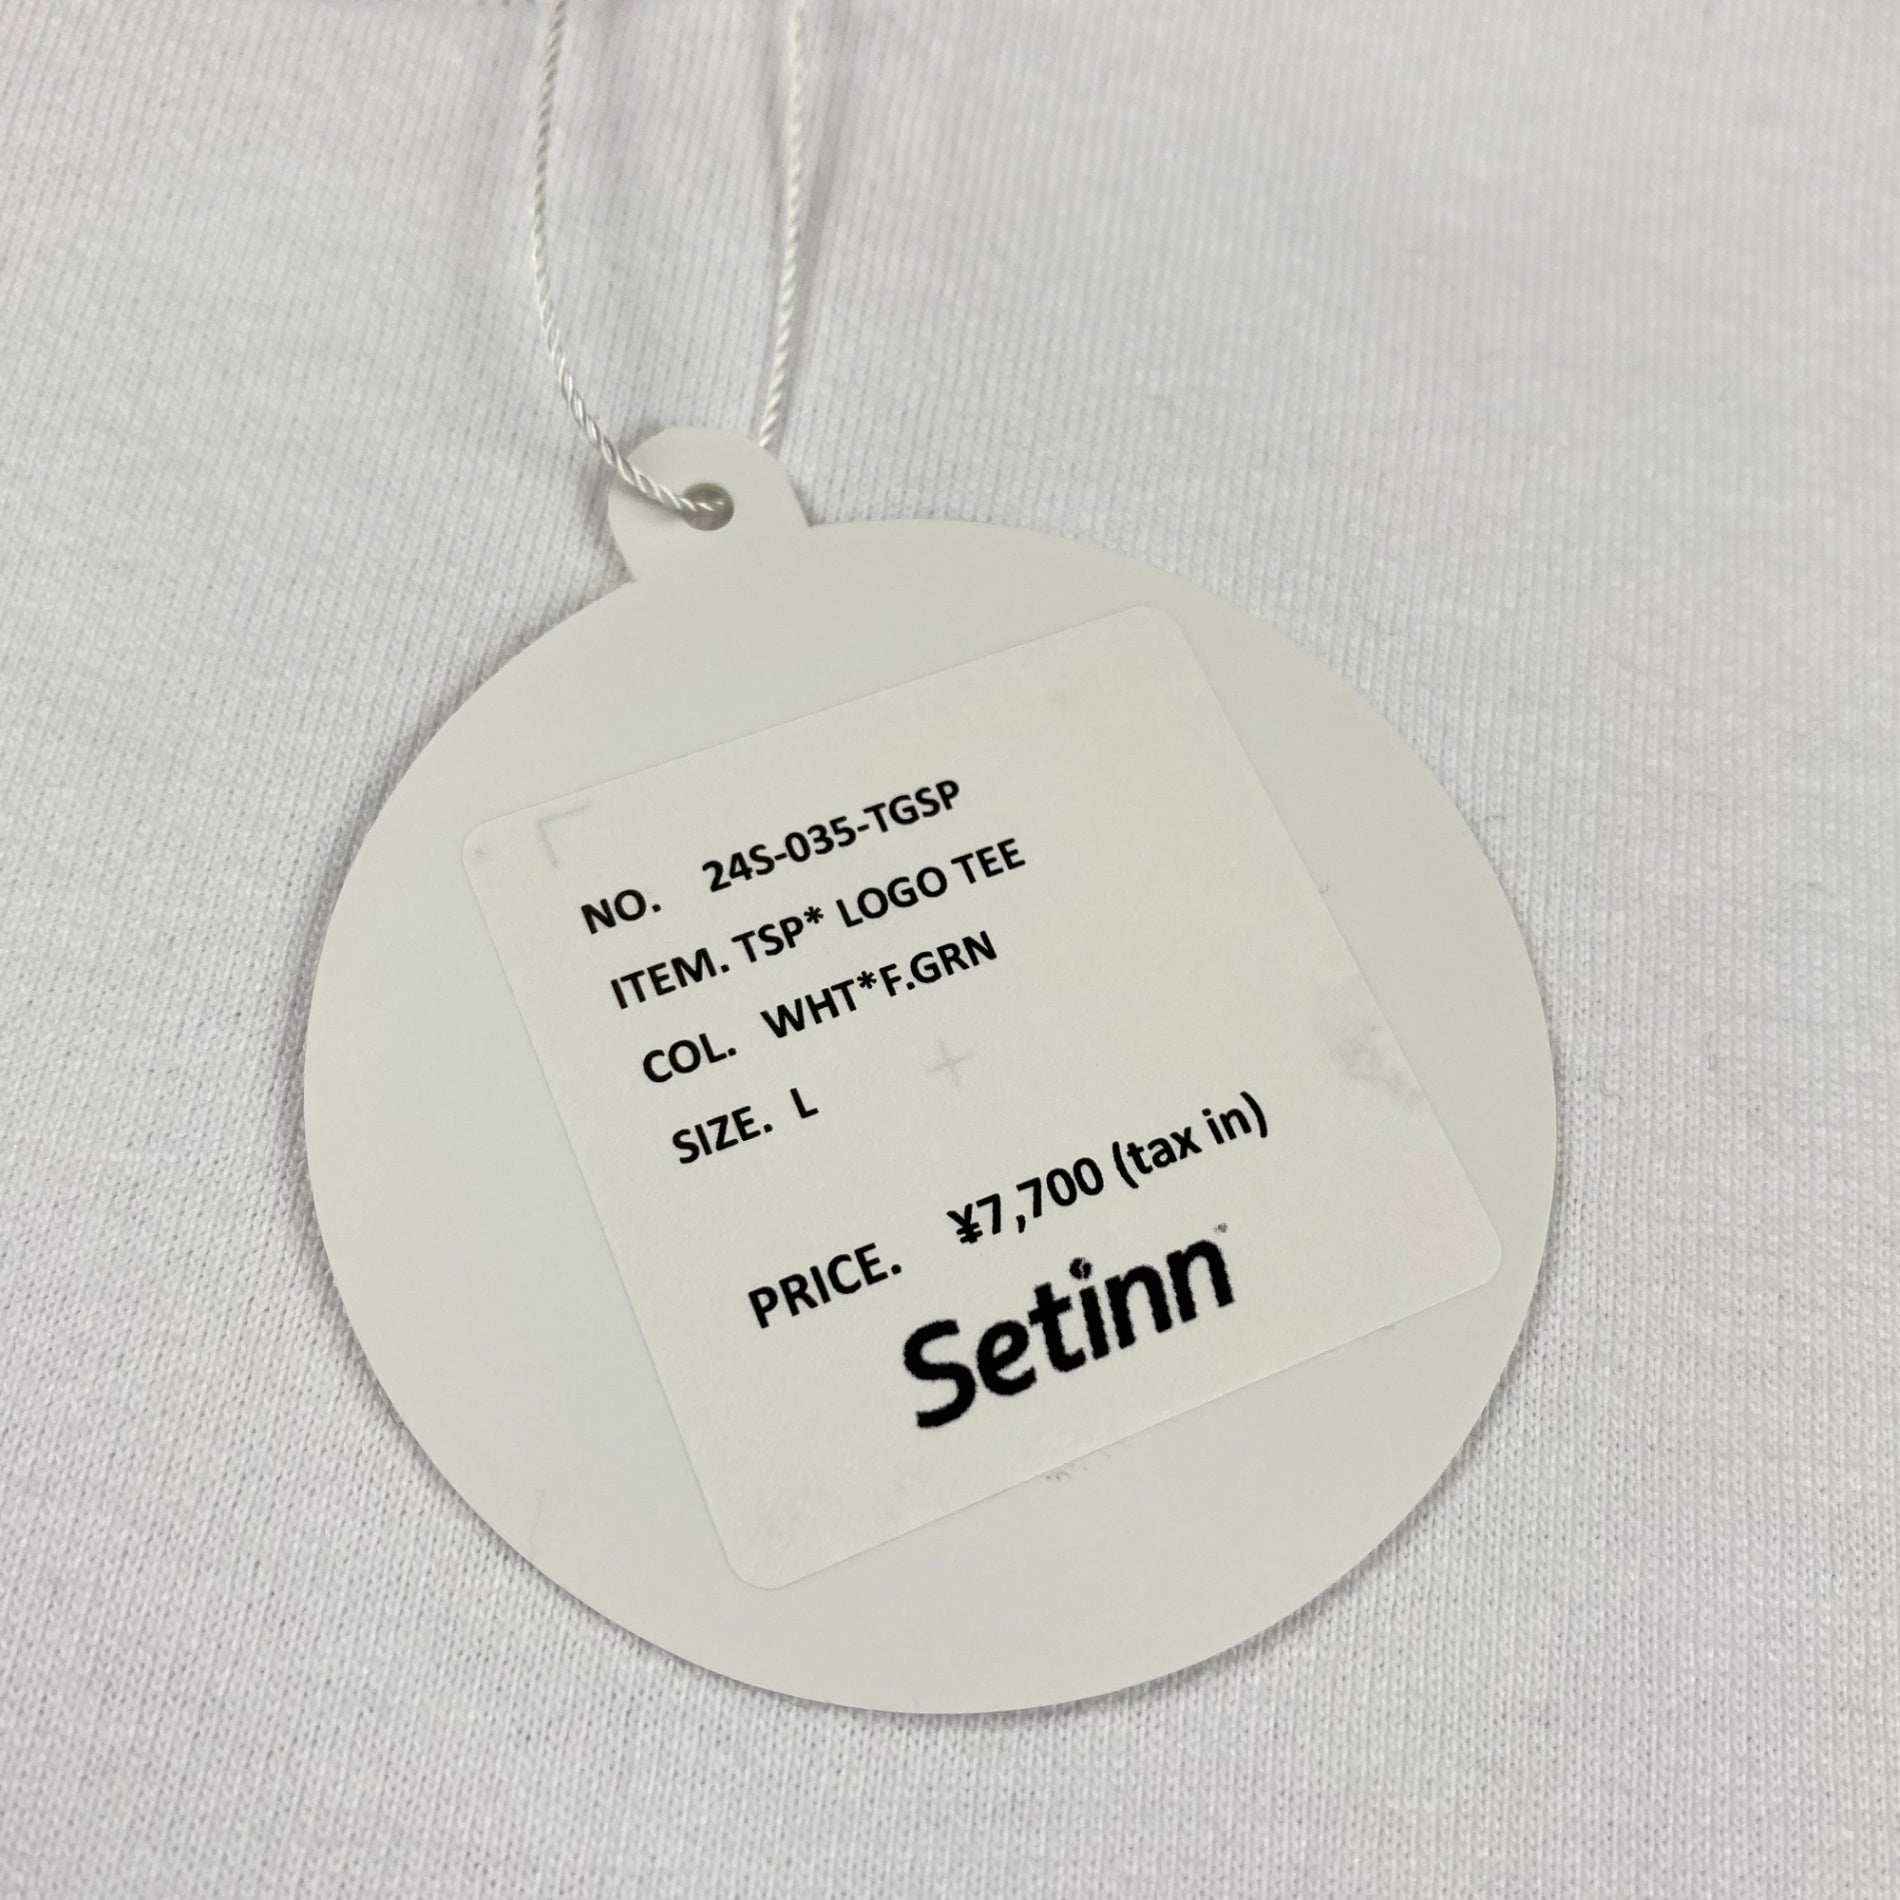 NO. 24S-035-TGSP
ITEM. TSP* LOGO TEE
COL. WHT*F.GRN
SIZE. L
PRICE. ¥7,700 (tax in)
Setinn